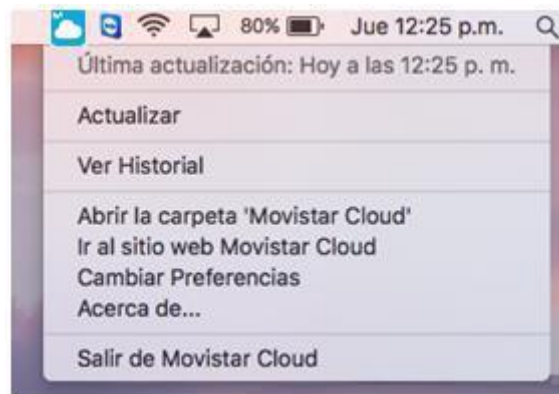 80% Jue 12:25 p.m.
Última actualización: Hoy a las 12:25 p. m.
Actualizar
Ver Historial
Abrir la carpeta 'Movistar Cloud'
Ir al sitio web Movistar Cloud
Cambiar Preferencias
Acerca de...
Salir de Movistar Cloud